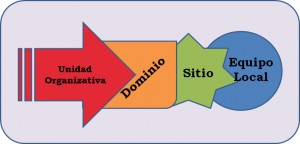 Unidad
Organizativa
Dominio
Sitio
Equipo
Local